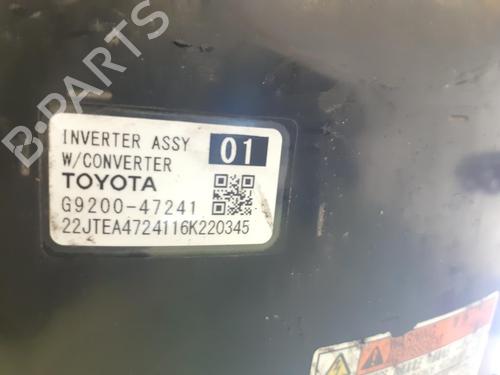 B-PARTS
INVERTER ASSY 01
W/CONVERTER
TOYOTA
G9200-47241
22JTEA4724116K220345